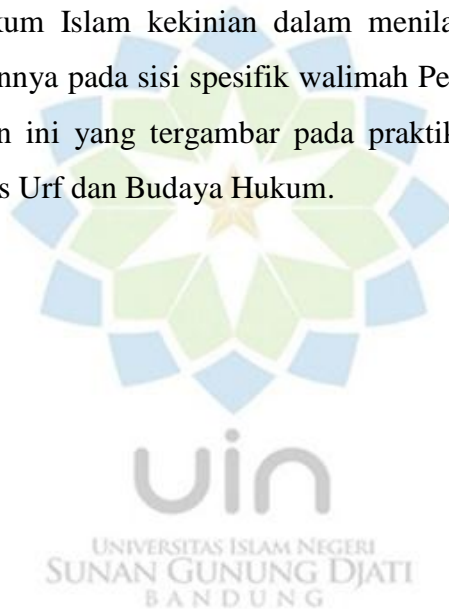 kum Islam kekinian dalam menila
nnya pada sisi spesifik walimah Pe
n ini yang tergambar pada praktik
s Urf dan Budaya Hukum.
uin
UNIVERSITAS ISLAM NEGERI
SUNAN GUNUNG DJATI
BANDUNG